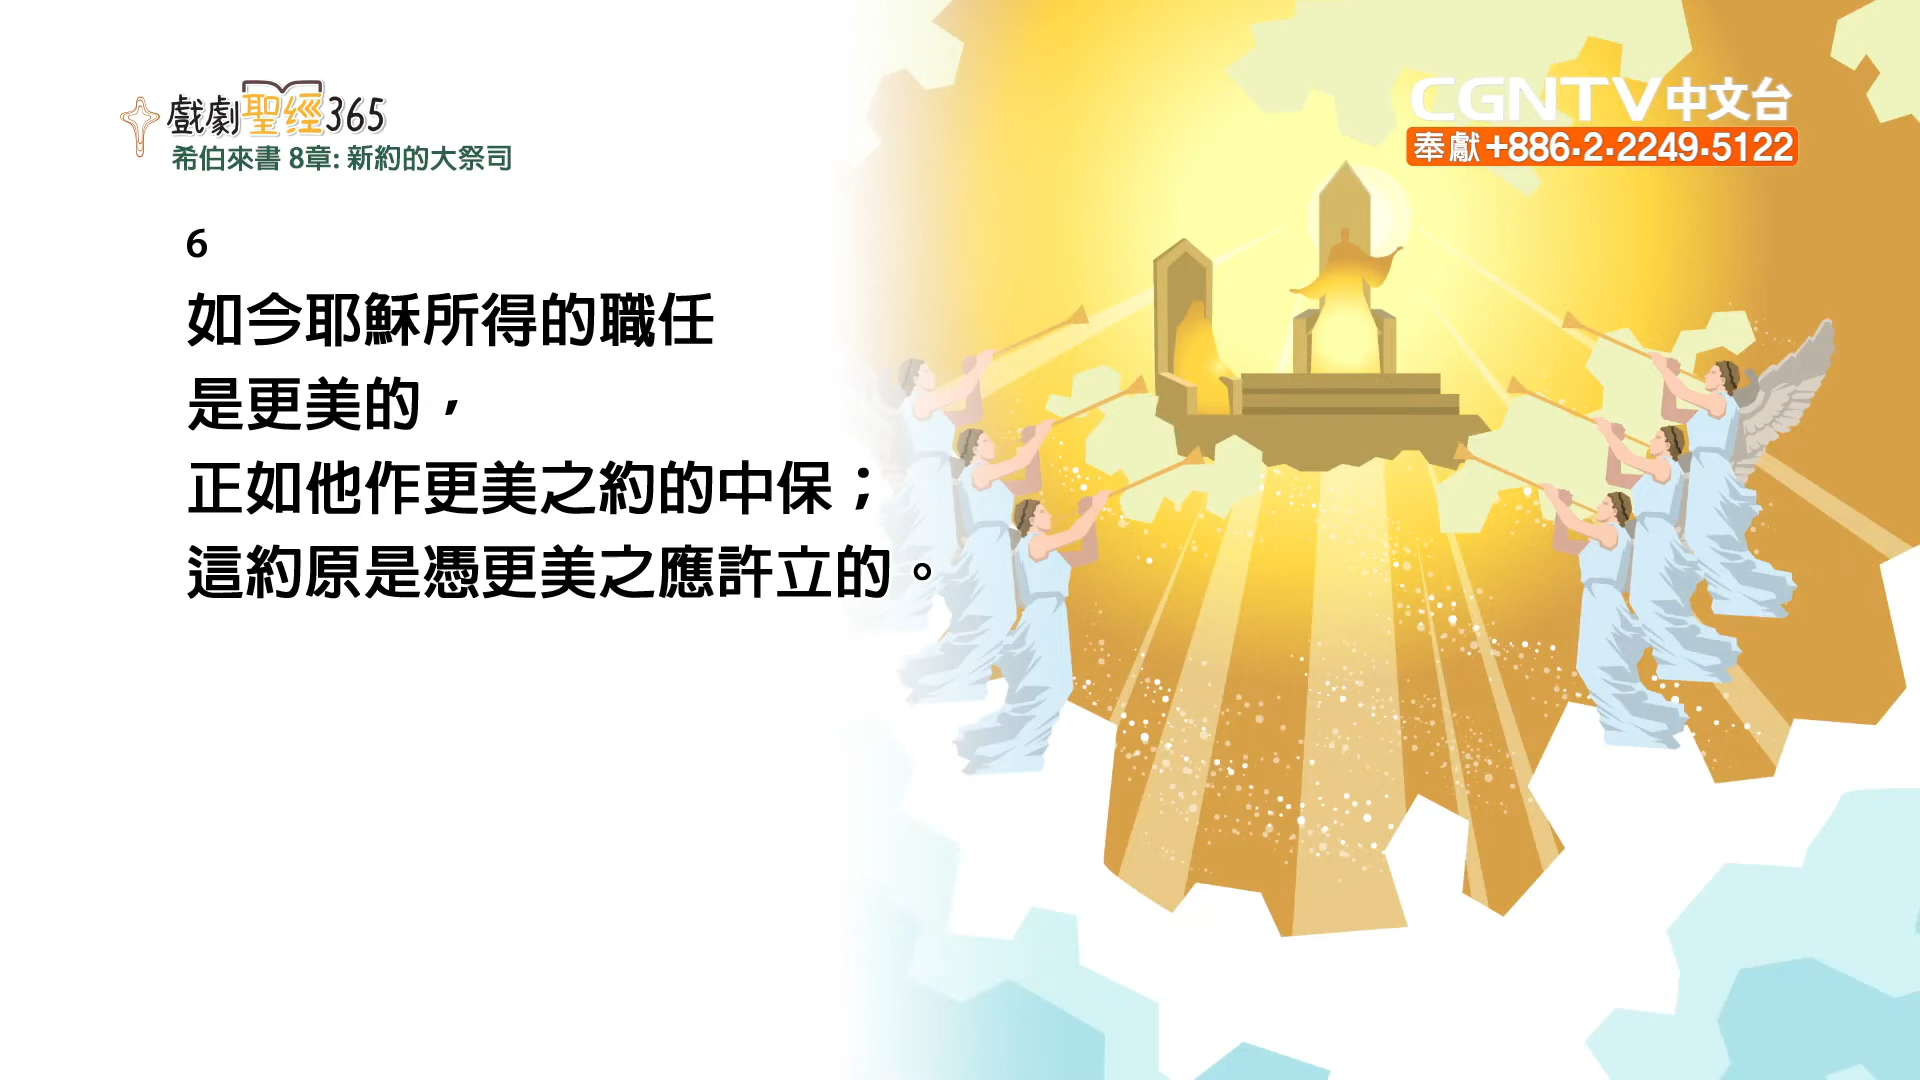 戲劇聖經365
希伯來書 8章: 新約的大祭司
CGNTV中文台
奉獻+886·2·2249·5122
6
如今耶穌所得的職任
是更美的，
正如他作更美之約的中保；
這約原是憑更美之應許立的。